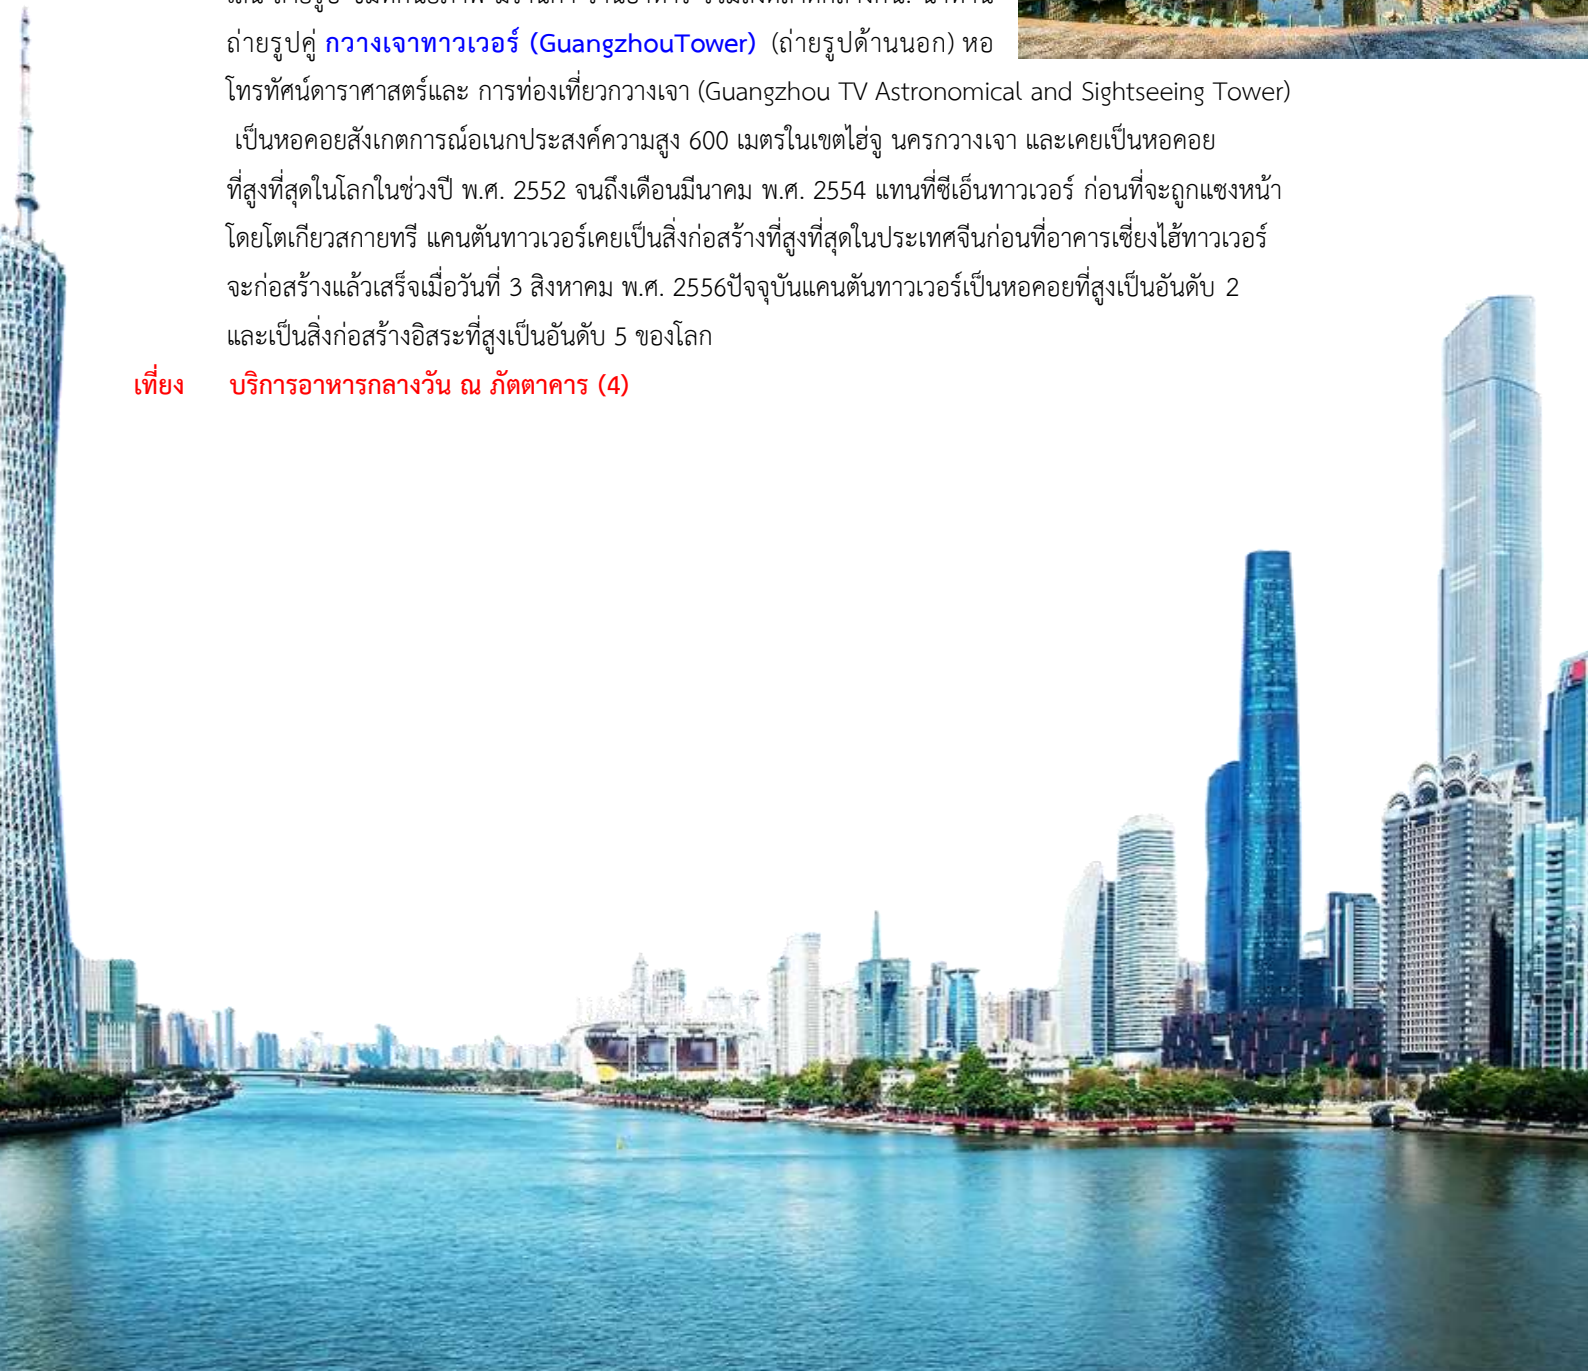 ถ่ายรูปคู่ กวางเจาทาวเวอร์ (GuangzhouTower) (ถ่ายรูปด้านนอก) หอ
โทรทัศน์ดาราศาสตร์และ การท่องเที่ยวกวางเจา (Guangzhou TV Astronomical and Sightseeing Tower)
เป็นหอคอยสังเกตการณ์อเนกประสงค์ความสูง 600 เมตรในเขตไฮ่จู นครกวางเจา และเคยเป็นหอคอย
ที่สูงที่สุดในโลกในช่วงปี พ.ศ. 2552 จนถึงเดือนมีนาคม พ.ศ. 2554 แทนที่ซีเอ็นทาวเวอร์ ก่อนที่จะถูกแซงหน้า
โดยโตเกียวสกายทรี แคนตันทาวเวอร์เคยเป็นสิ่งก่อสร้างที่สูงที่สุดในประเทศจีนก่อนที่อาคารเซี่ยงไฮ้ทาวเวอร์
จะก่อสร้างแล้วเสร็จเมื่อวันที่ 3 สิงหาคม พ.ศ. 2556ปัจจุบันแคนตันทาวเวอร์เป็นหอคอยที่สูงเป็นอันดับ 2
และเป็นสิ่งก่อสร้างอิสระที่สูงเป็นอันดับ 5 ของโลก
เที่ยง บริการอาหารกลางวัน ณ ภัตตาคาร (4)